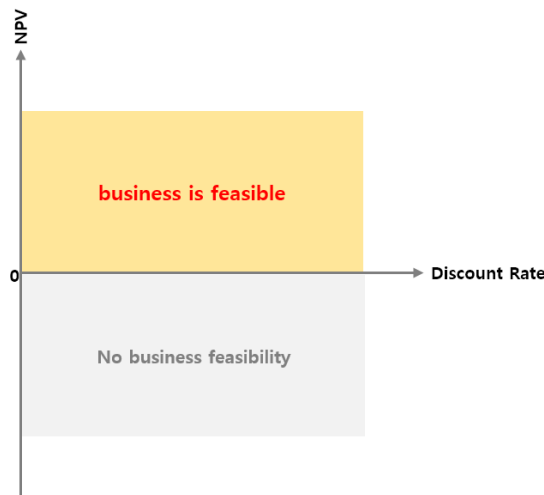 NPV
business is feasible
0
Discount Rate
No business feasibility